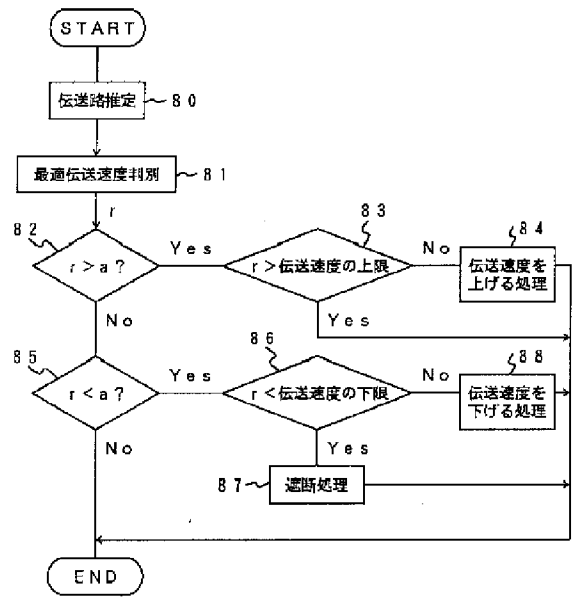 START
伝送路推定
80
最適伝送速度判別
81
r
82
r>a?
Yes
83
r>伝送速度の上限
No
84
伝送速度を
上げる処理
No
Yes
85
r<a?
Yes
86
r<伝送速度の下限
No
88
伝送速度を
下げる処理
No
Yes
87
遮断処理
END